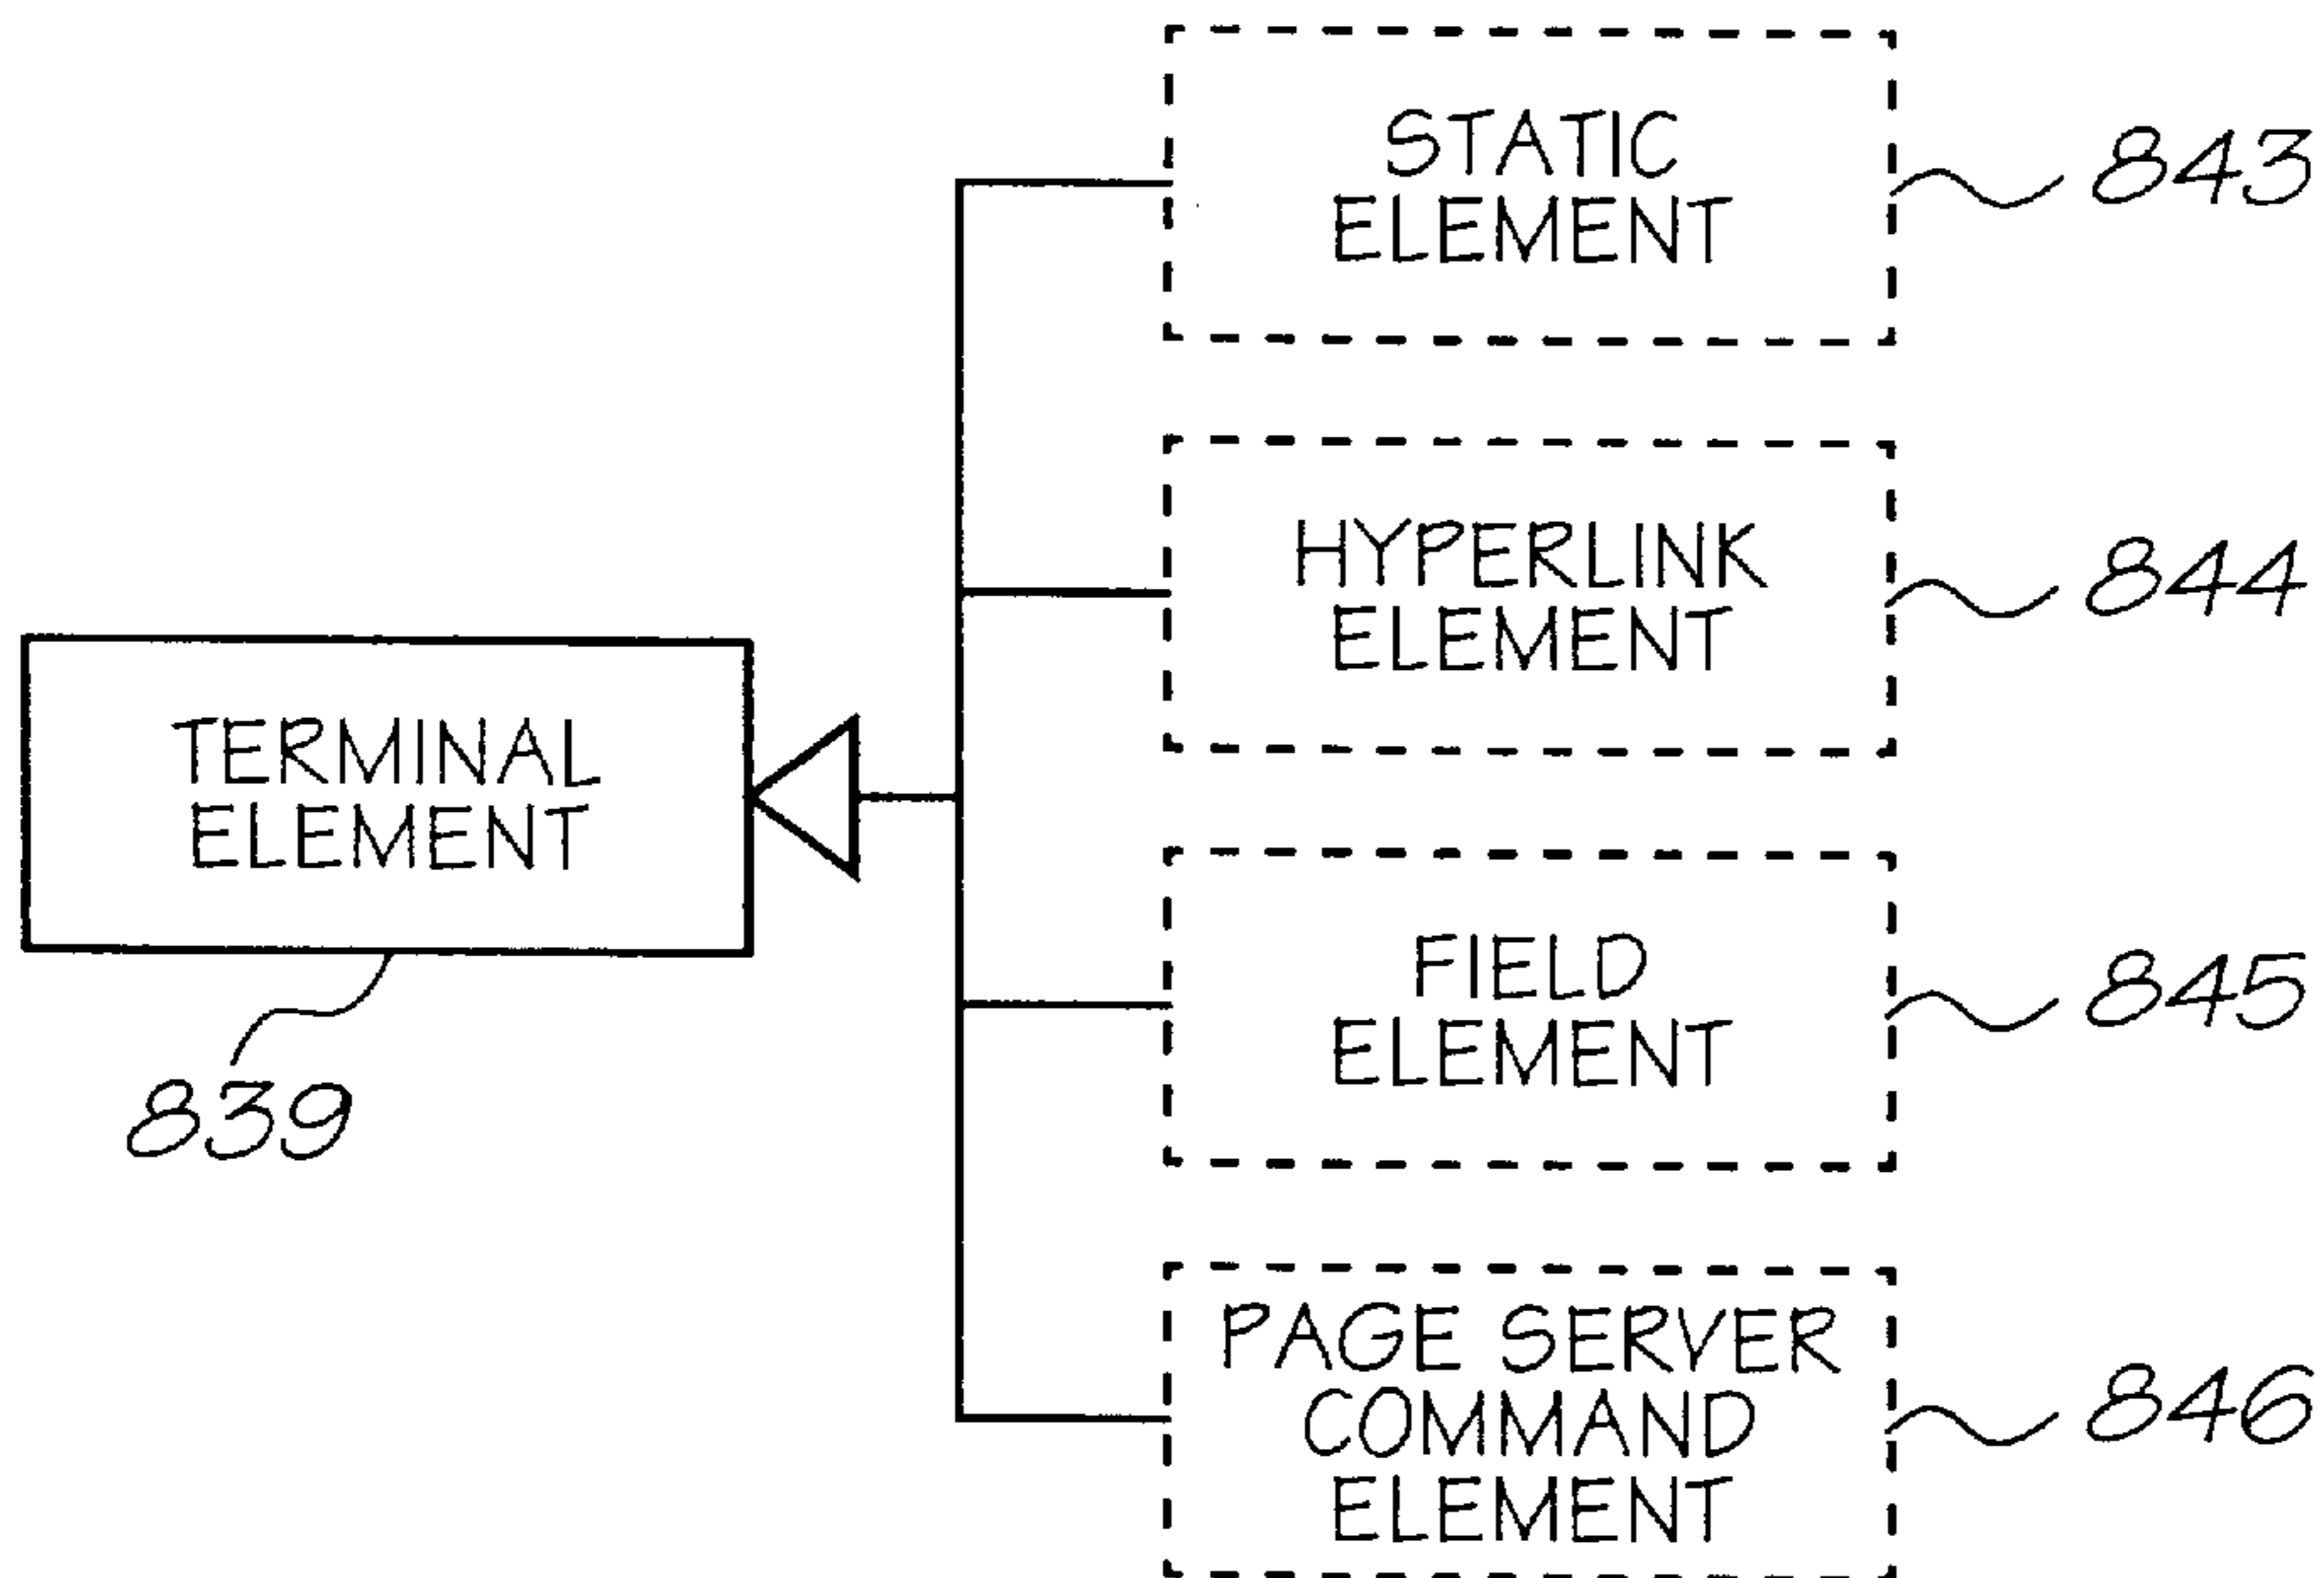 STATIC
ELEMENT
843
HYPERLINK
ELEMENT
844
TERMINAL
ELEMENT
839
FIELD
ELEMENT
845
PAGE SERVER
COMMAND
ELEMENT
846